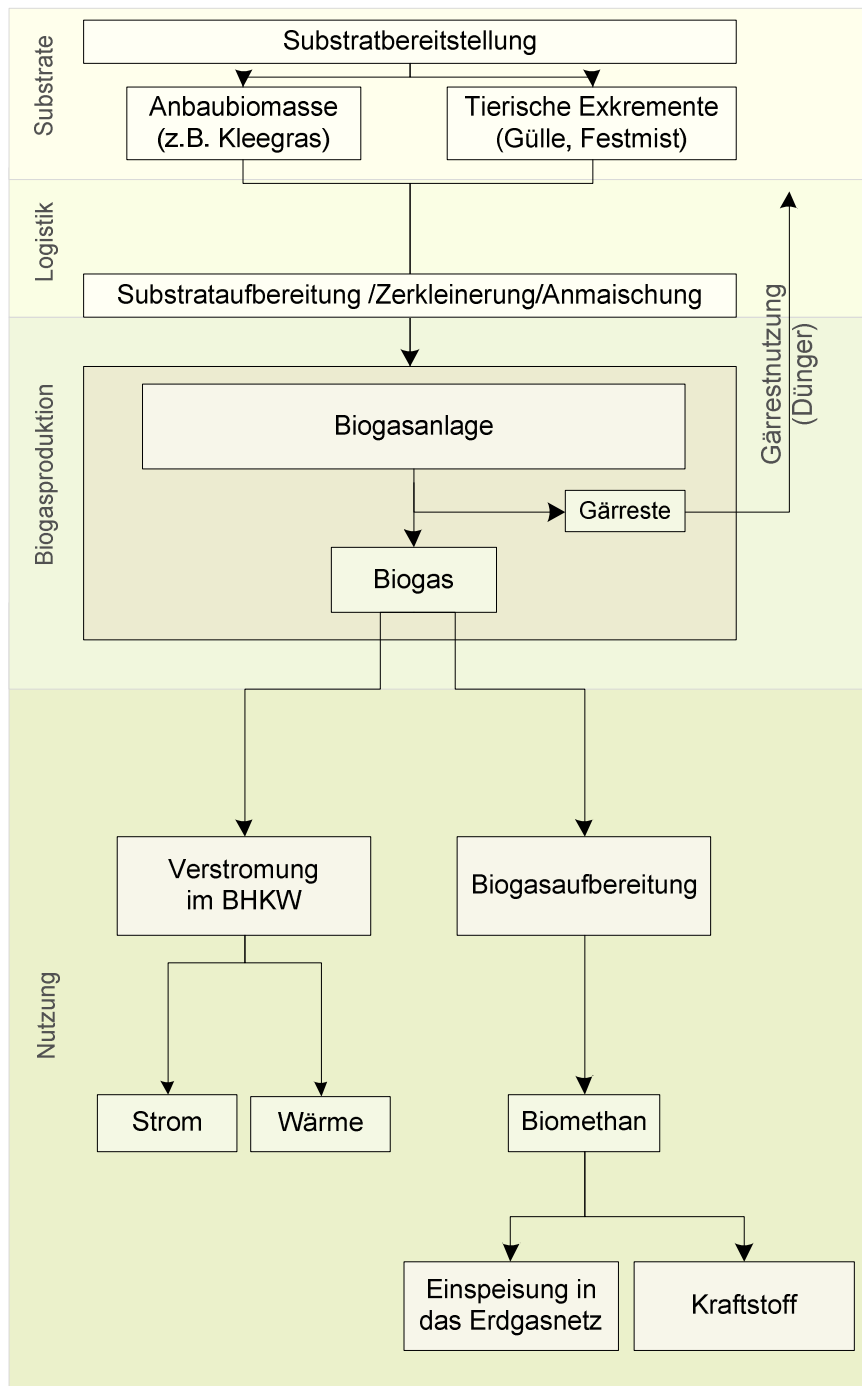 Substrate
Substratbereitstellung
Anbaubiomasse
(z.B. Kleegras)
Tierische Exkremente
(Gülle, Festmist)
Logistik
Substrataufbereitung /Zerkleinerung/Anmaischung
Gärrestnutzung
(Dünger)
Biogasproduktion
Biogasanlage
Gärreste
Biogas
Nutzung
Verstromung
im BHKW
Biogasaufbereitung
Strom
Wärme
Biomethan
Einspeisung in
das Erdgasnetz
Kraftstoff